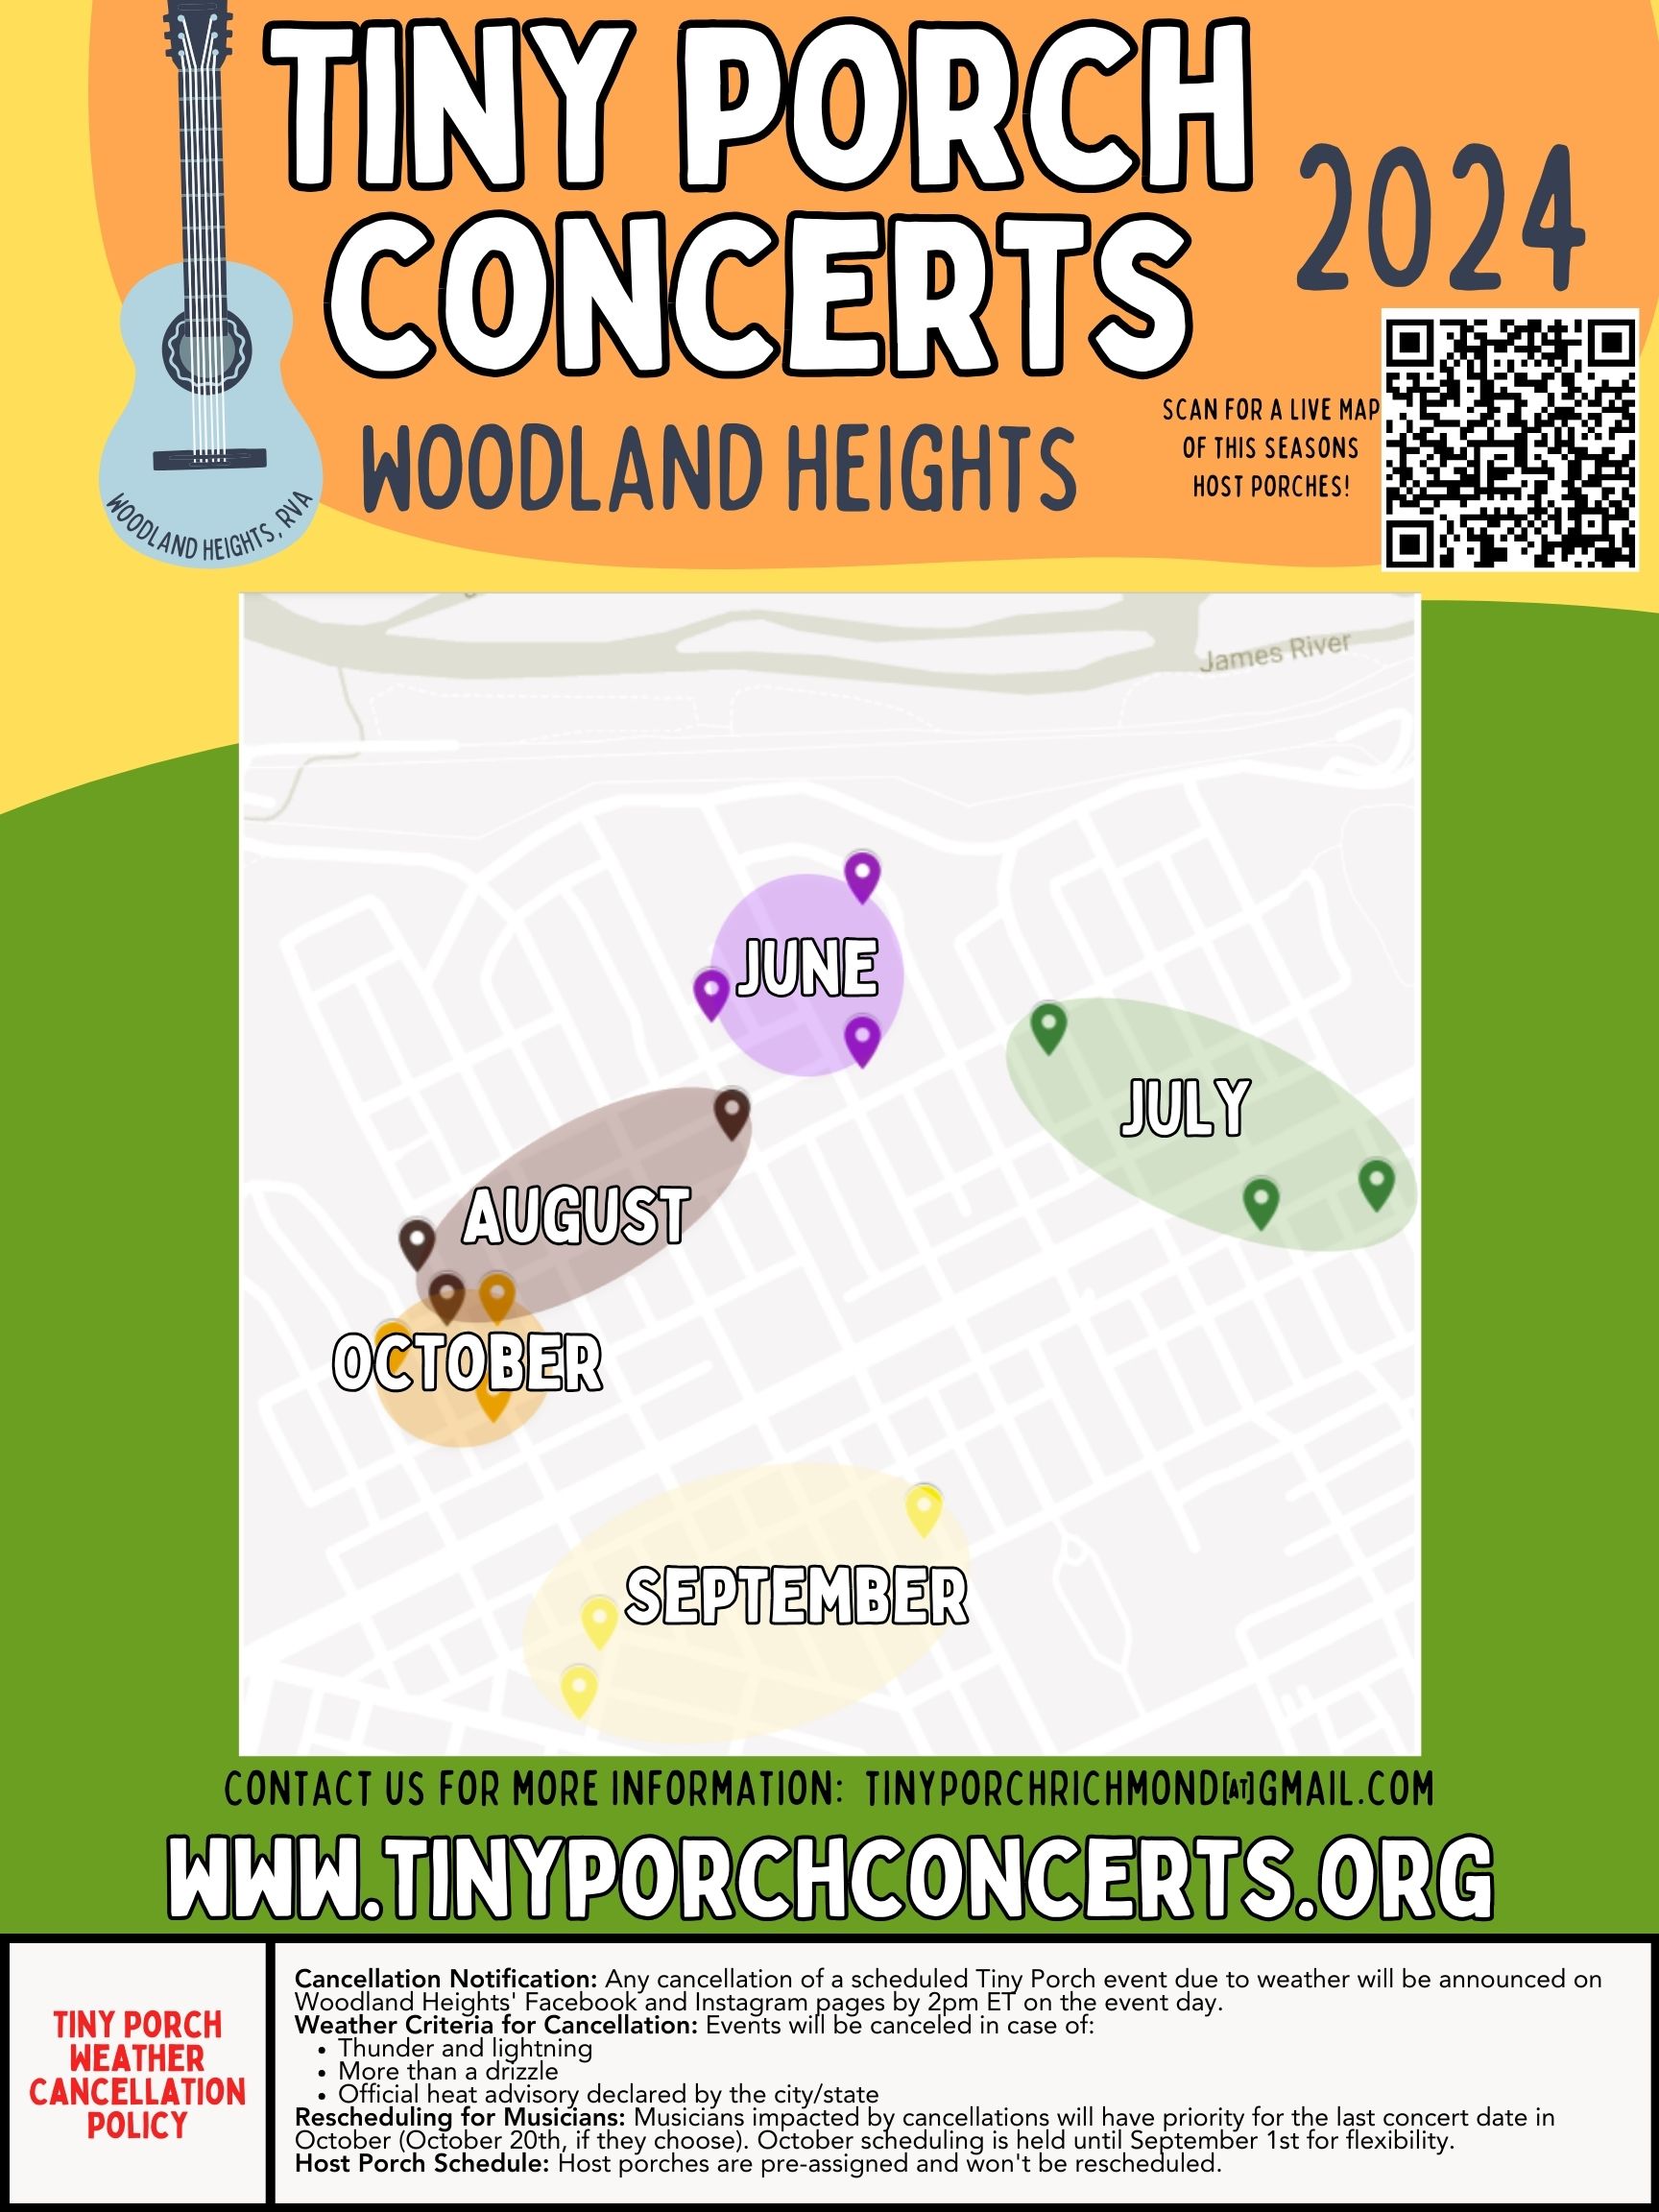 TINY PORCH
CONCERTS
2024
WOODLAND HEIGHTS
SCAN FOR A LIVE MAP
OF THIS SEASONS
HOST PORCHES!
WOODLAND HEIGHTS, RVA
James River
JUNE
JULY
AUGUST
OCTOBER
SEPTEMBER
CONTACT US FOR MORE INFORMATION: TINYPORCHRICHMOND[AT]GMAIL.COM
WWW.TINYPORCHCONCERTS.ORG
TINY PORCH
WEATHER
CANCELLATION
POLICY
Cancellation Notification: Any cancellation of a scheduled Tiny Porch event due to weather will be announced on
Woodland Heights' Facebook and Instagram pages by 2pm ET on the event day.
Weather Criteria for Cancellation: Events will be canceled in case of:
• Thunder and lightning
• More than a drizzle
• Official heat advisory declared by the city/state
Rescheduling for Musicians: Musicians impacted by cancellations will have priority for the last concert date in
October (October 20th, if they choose). October scheduling is held until September 1st for flexibility.
Host Porch Schedule: Host porches are pre-assigned and won't be rescheduled.